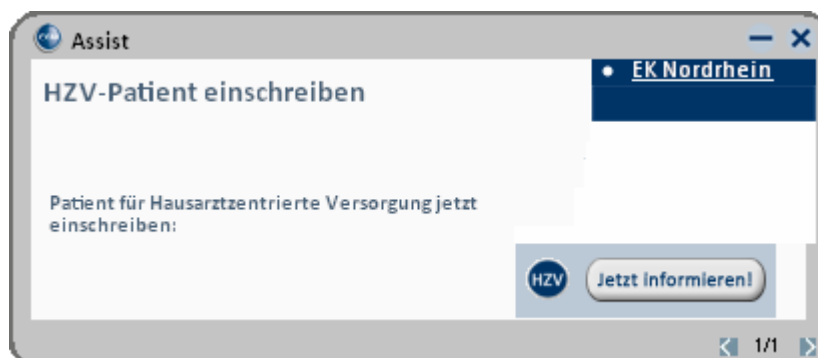 Assist
EK Nordrhein
HZV-Patient einschreiben
Patient für Hausarztzentrierte Versorgung jetzt
einschreiben:
HZV
Jetzt informieren!
1/1